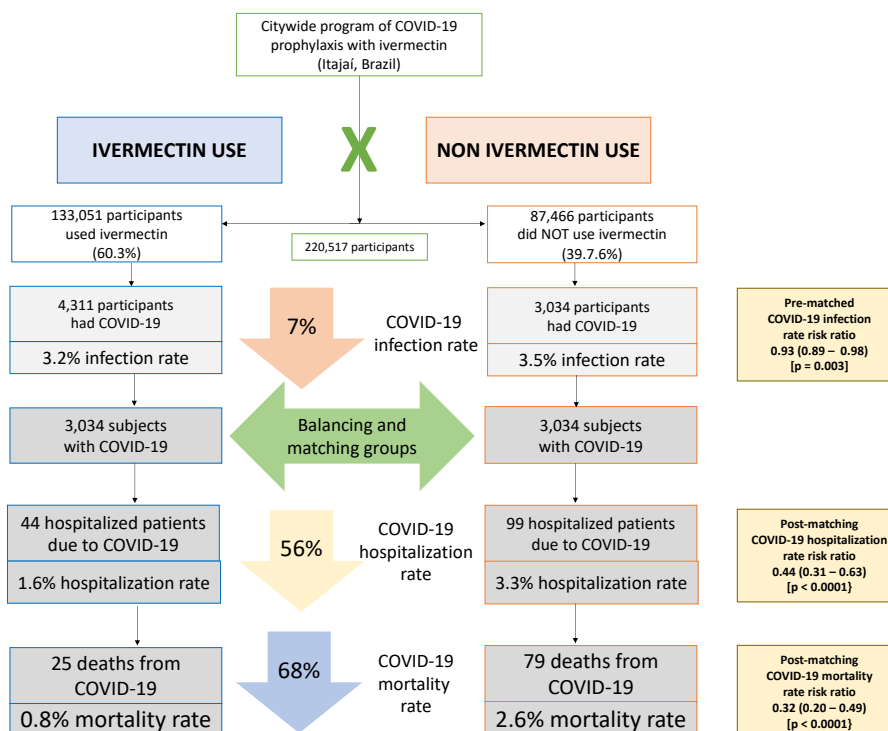 Citywide program of COVID-19
prophylaxis with ivermectin
(Itajaí, Brazil)
IVERMECTIN USE
X
NON IVERMECTIN USE
133,051 participants
used ivermectin
(60.3%)
220,517 participants
87,466 participants
did NOT use ivermectin
(39.7.6%)
4,311 participants
had COVID-19
3.2% infection rate
7%
COVID-19
infection rate
3,034 participants
had COVID-19
3.5% infection rate
Pre-matched
COVID-19 infection
rate risk ratio
0.93 (0.89 – 0.98)
[p = 0.003]
3,034 subjects
with COVID-19
Balancing and
matching groups
3,034 subjects
with COVID-19
44 hospitalized patients
due to COVID-19
1.6% hospitalization rate
56%
COVID-19
hospitalization
rate
99 hospitalized patients
due to COVID-19
3.3% hospitalization rate
Post-matching
COVID-19 hospitalization
rate risk ratio
0.44 (0.31 – 0.63)
[p < 0.0001}
25 deaths from
COVID-19
0.8% mortality rate
68%
COVID-19
mortality
rate
79 deaths from
COVID-19
2.6% mortality rate
Post-matching
COVID-19 mortality
rate risk ratio
0.32 (0.20 – 0.49)
[p < 0.0001}